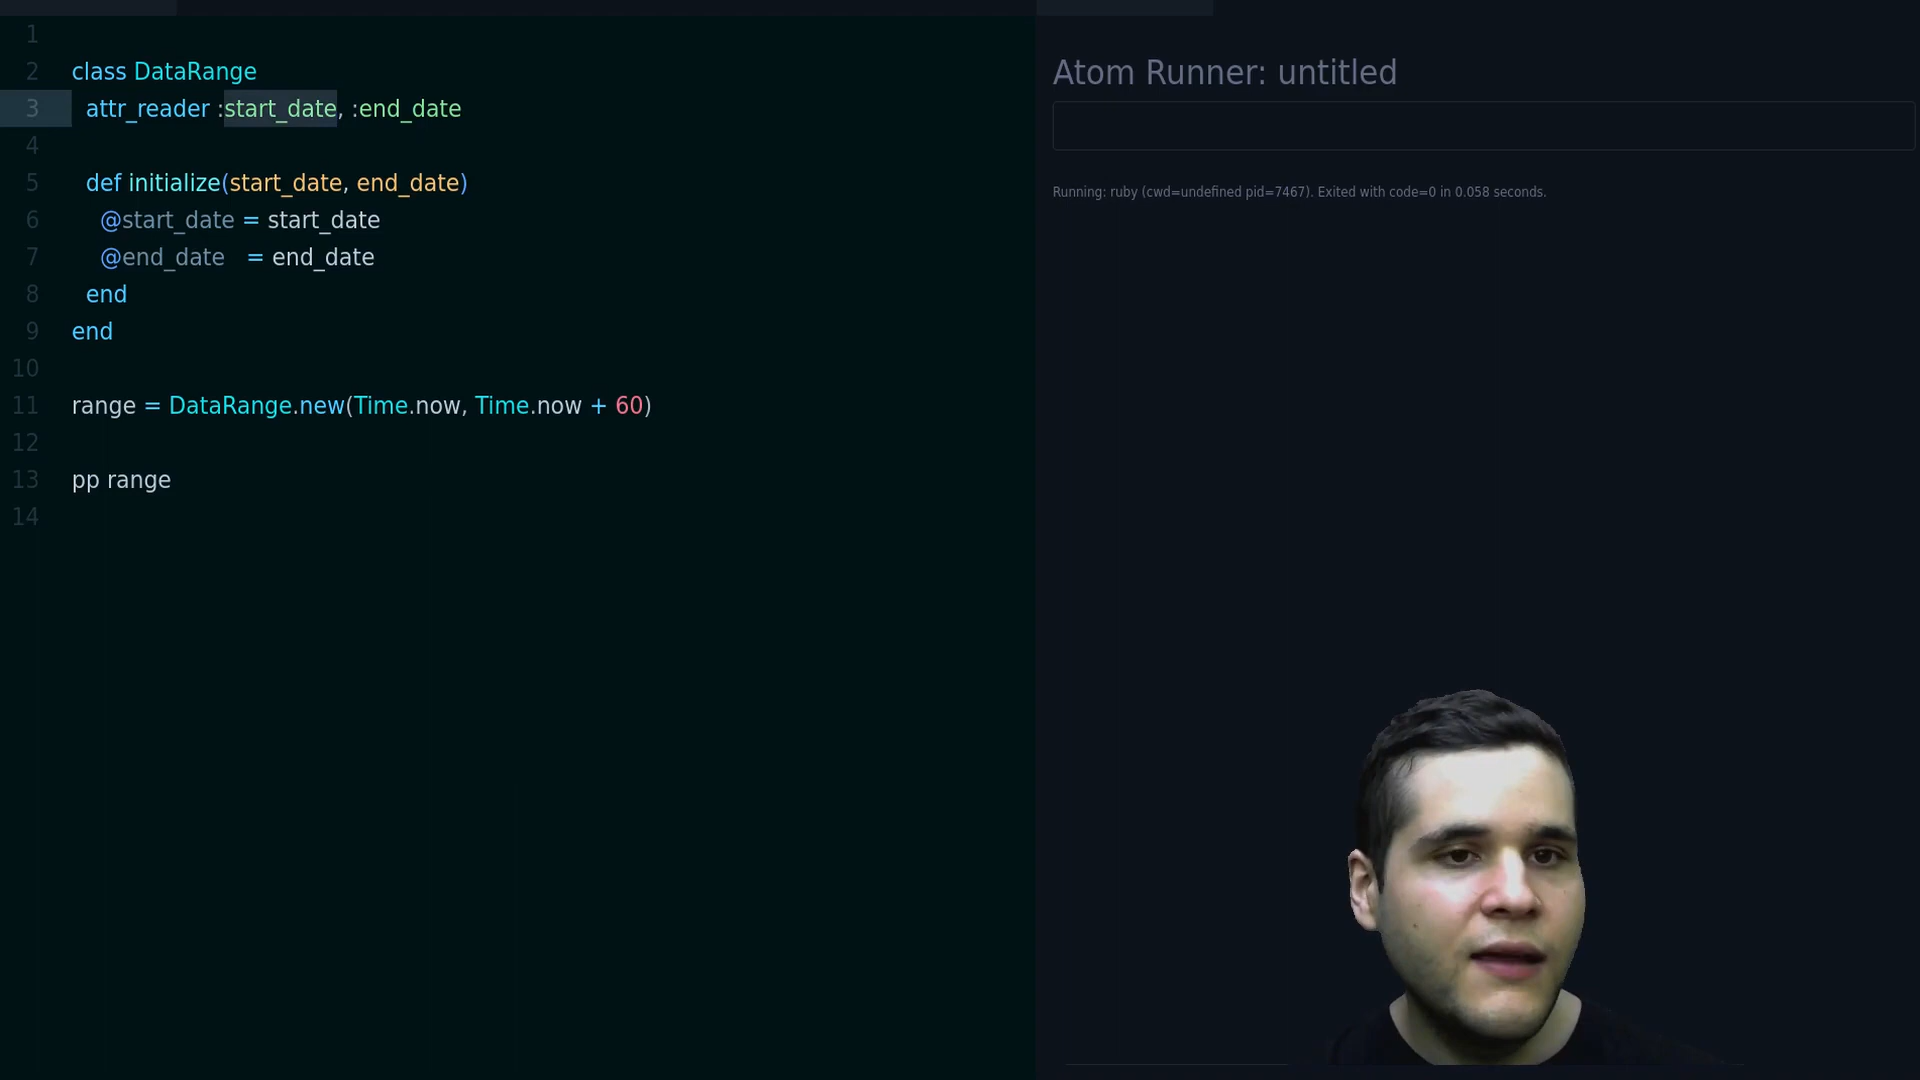 1
2 class DataRange
3 attr_reader :start_date, :end_date
4
5 def initialize(start_date, end_date)
6 @start_date = start_date
7 @end_date = end_date
8 end
9 end
10
11 range = DataRange.new(Time.now, Time.now + 60)
12
13 pp range
14
Atom Runner: untitled
Running: ruby (cwd=undefined pid=7467). Exited with code=0 in 0.058 seconds.